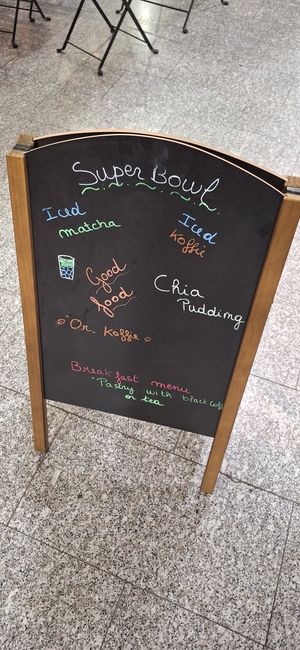 Super Bowl
Iced
matcha
Iced
Koffie
Good
food
Chia
Pudding
"Or. Koffie"
Breakfast menu
"Pastry with black Coff
or tea.